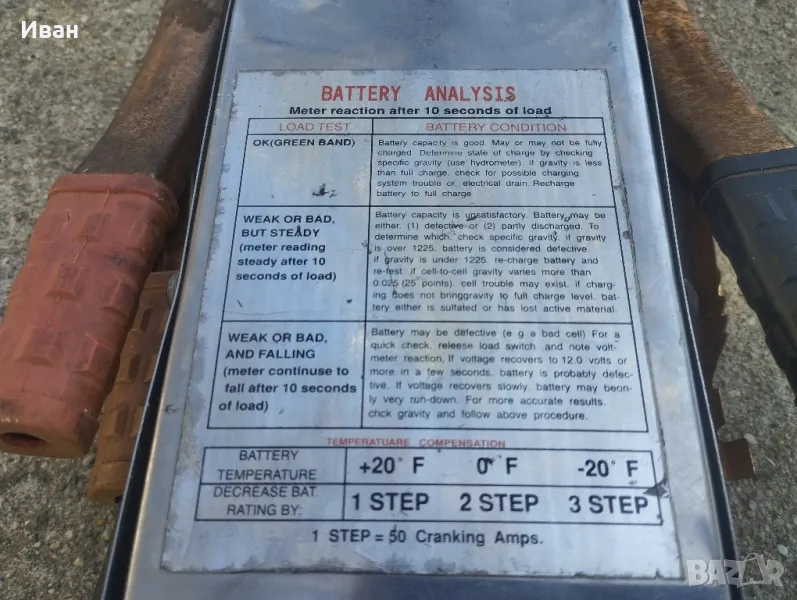 Иван
BATTERY ANALYSIS
Meter reaction after 10 seconds of load
LOAD TEST
BATTERY CONDITION
OK(GREEN BAND)
Battery capacity is good. May or may not be fully
charged. Determine state of charge by checking
specific gravity (use hydrometer). if gravity is less
than full charge, check for possible charging
system trouble or, electrical drain. Recharge
battery to full charge
WEAK OR BAD,
BUT STEADY
(meter reading
steady after 10
seconds of load)
Battery capacity is unsatisfactory. Battery may be
either. (1) defective or (2) partly discharged. To
determine which, check specific gravity, if gravity
is over 1225, battery is considered defective.
if gravity is under 1225, re-charge battery and
re-test. if cell-to-cell gravity varies more than
0.025 (25 points). cell trouble may exist, if charg-
ing does not bringgravity to full charge level, bat-
tery either is sulfated or has lost active material.
WEAK OR BAD,
AND FALLING
(meter continue to
fall after 10 seconds
of load)
Battery may be defective (e g a bad cell) For a
quick check, releese load switch and note volt-
meter reaction, If voltage recovers to 12.0 volts or
more in a few seconds, battery is probably defec-
tive. If voltage recovers slowly, battery may beon-
ly very run-down. For more accurate results,
chck gravity and follow above procedure.
TEMPERATUARE COMPENSATION
BATTERY
TEMPERATURE
+20° F
0° F
-20° F
DECREASE BAT.
RATING BY:
1 STEP
2 STEP
3 STEP
1 STEP = 50 Cranking Amps.
BAZAR